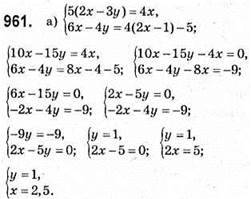 961. a) {5(2x – 3y) = 4x,
{6x – 4y = 4(2x – 1) – 5;
{10x – 15y = 4x, {10x – 15y – 4x = 0,
{6x – 4y = 8x – 4 – 5; {6x – 4y – 8x = –9;
{6x – 15y = 0, {2x – 5y = 0,
{–2x – 4y = –9; {–2x – 4y = –9;
{–9y = –9, {y = 1, {y = 1,
{2x – 5y = 0; {2x – 5 = 0; {2x = 5;
{y = 1,
{x = 2,5.